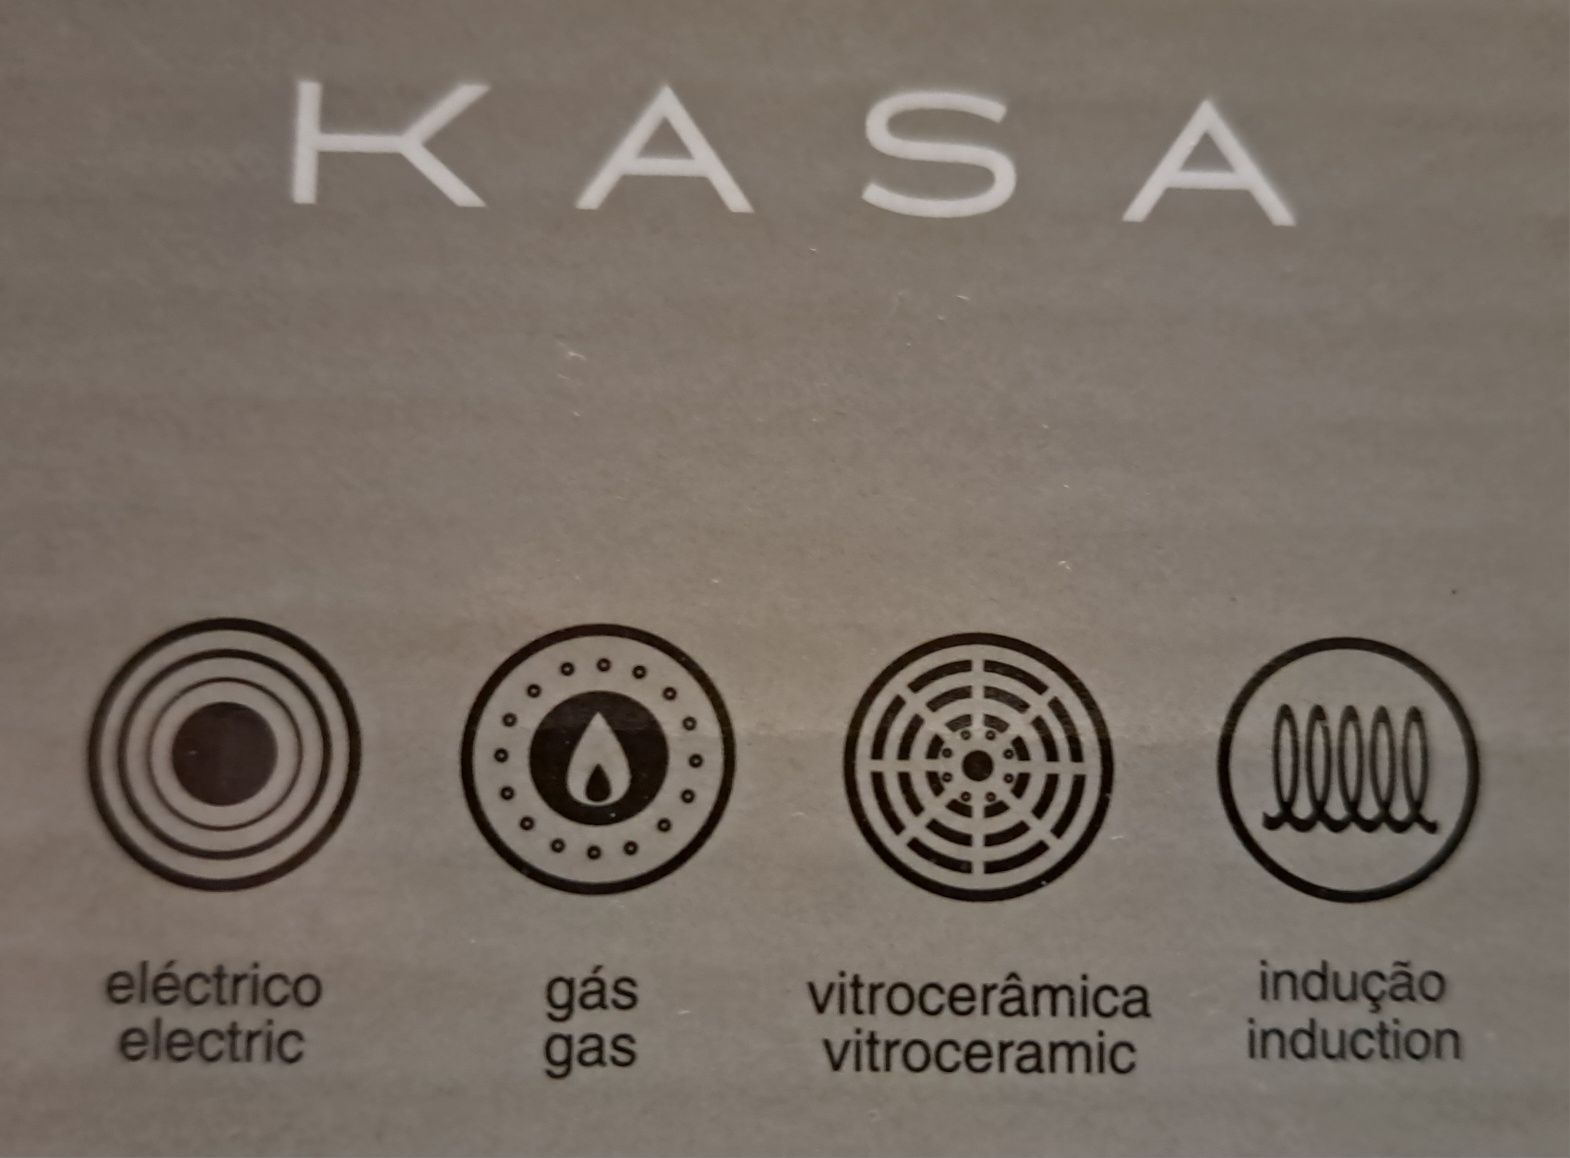 KASA
eléctrico
electric
gás
gas
vitrocerâmica
vitroceramic
indução
induction